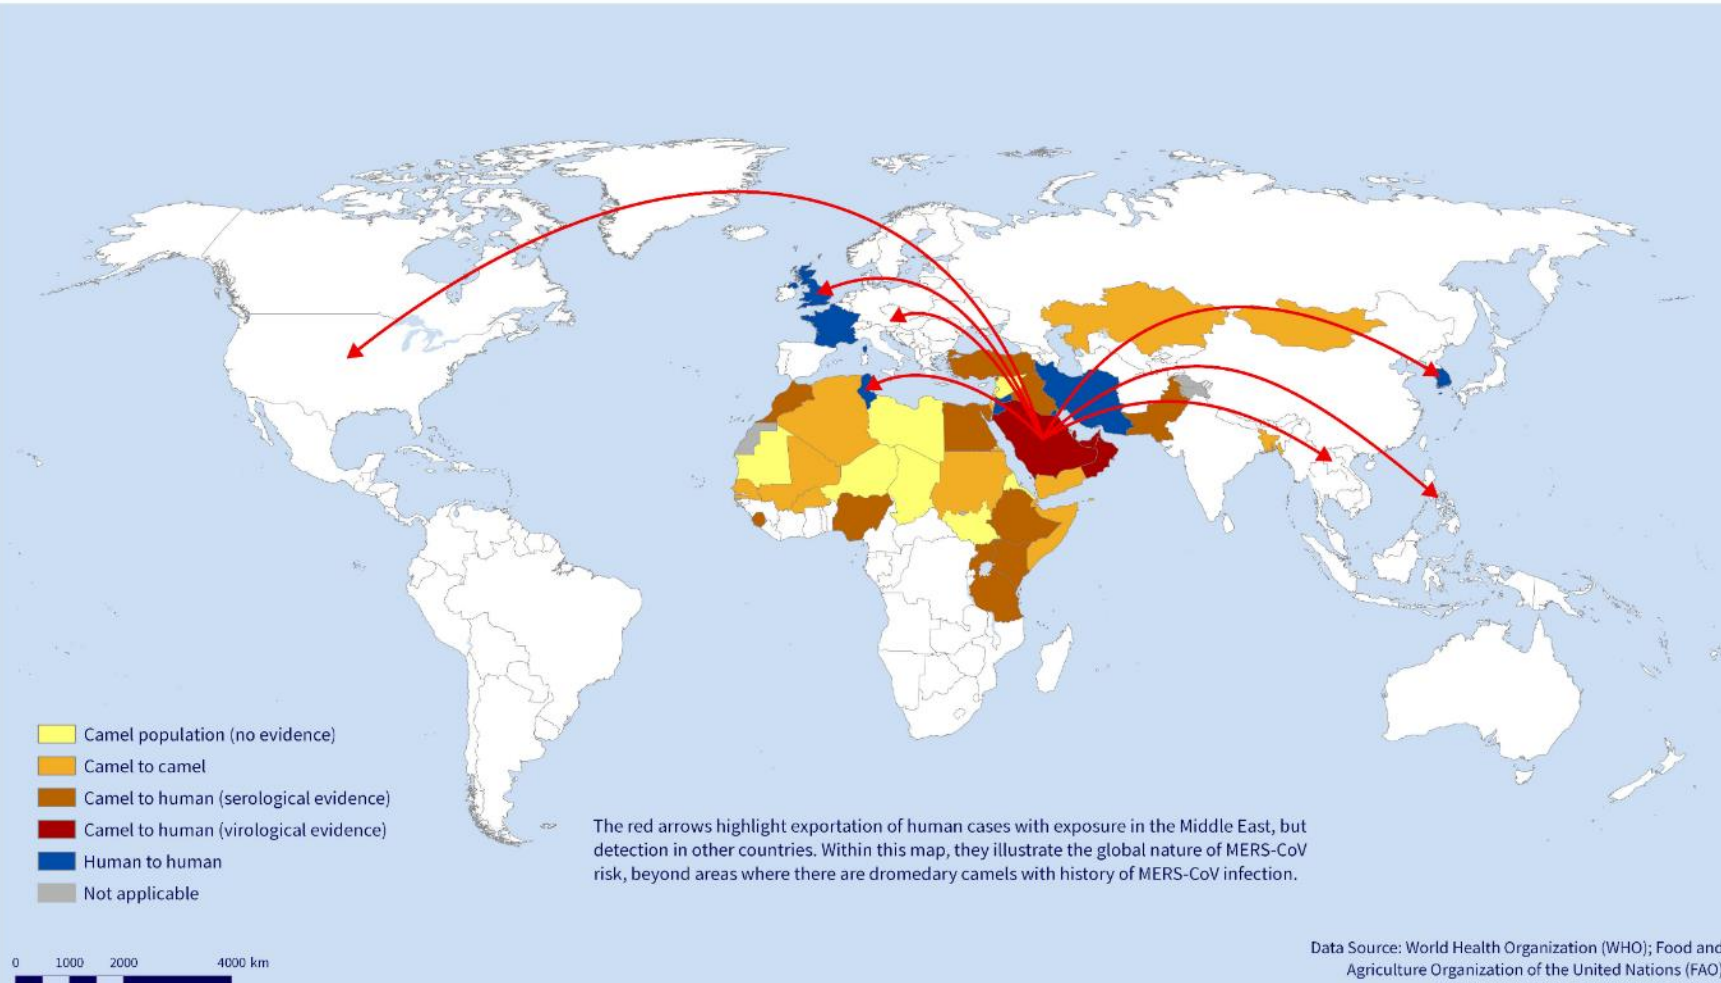 Camel population (no evidence)
Camel to camel
Camel to human (serological evidence)
Camel to human (virological evidence)
Human to human
Not applicable
The red arrows highlight exportation of human cases with exposure in the Middle East, but
detection in other countries. Within this map, they illustrate the global nature of MERS-CoV
risk, beyond areas where there are dromedary camels with history of MERS-CoV infection.
0 1000 2000 4000 km
Data Source: World Health Organization (WHO); Food and
Agriculture Organization of the United Nations (FAO)